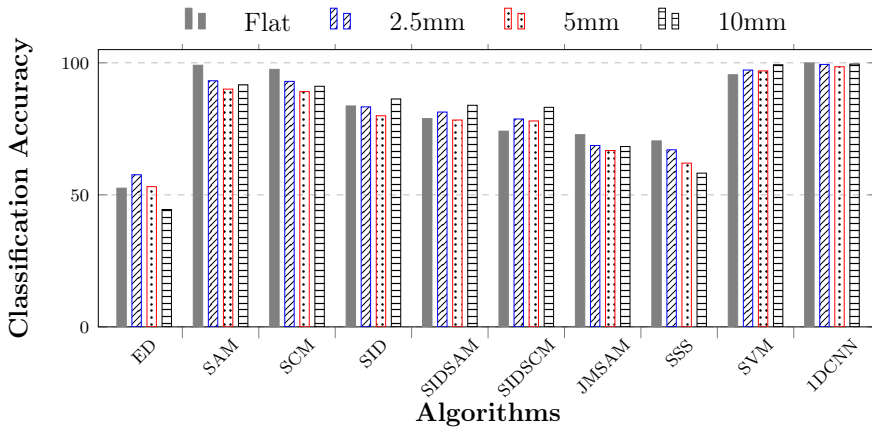 Flat 2.5mm 5mm 10mm
Classification Accuracy
100
50
0
ED SAM SCM SID SIDSAM SIDSCM JMSAM SSS SVM 1DCNN
Algorithms